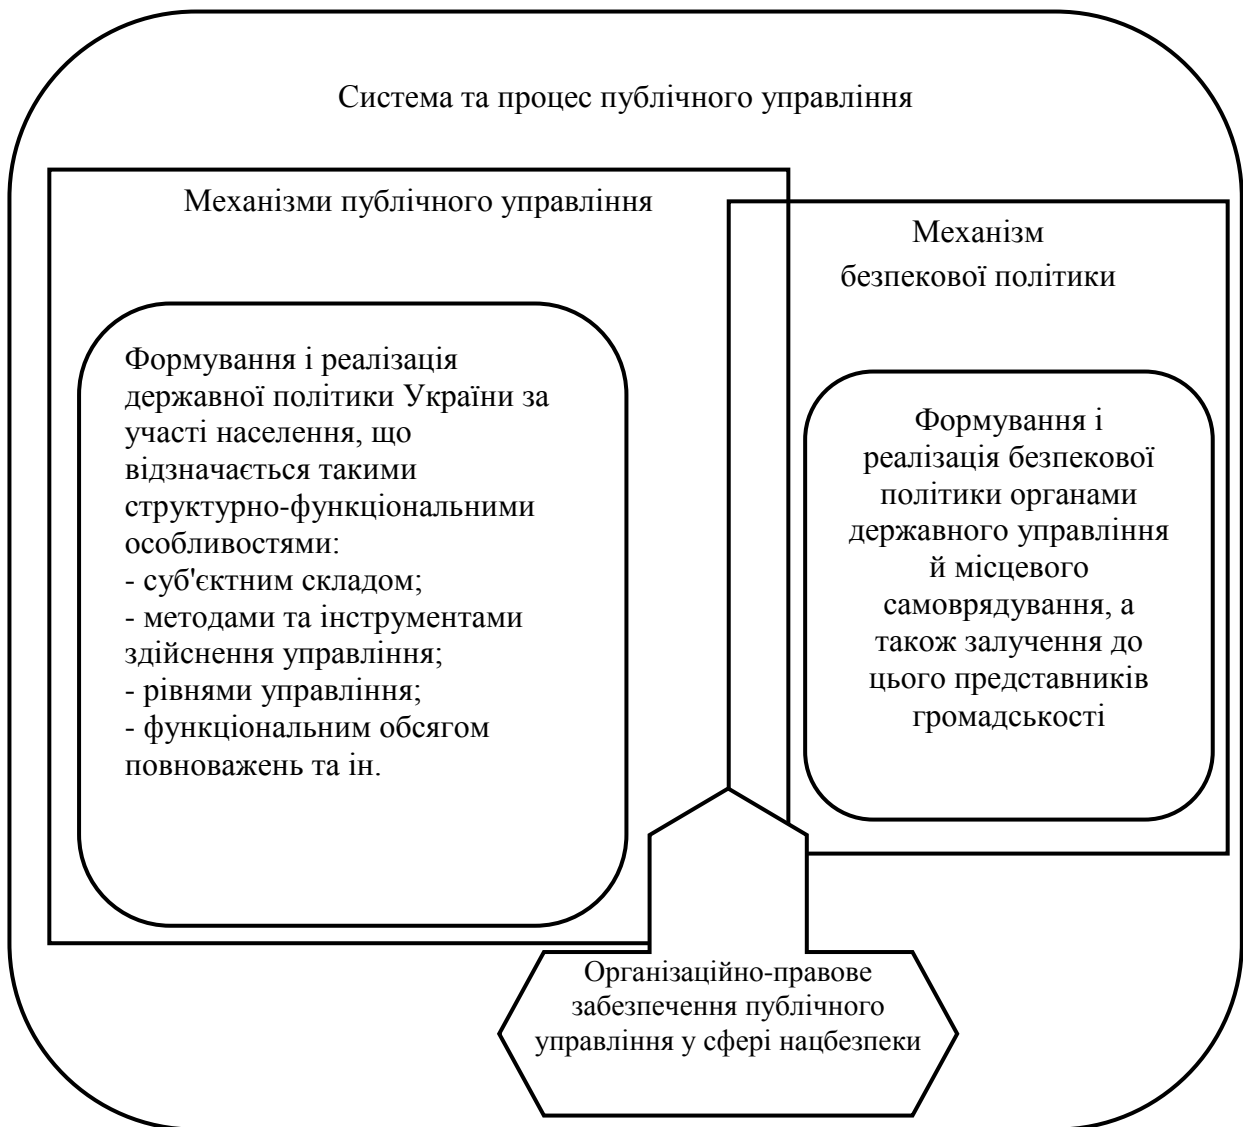 Система та процес публічного управління
Механізми публічного управління
Механізм
безпекової політики
Формування і реалізація
державної політики України за
участі населення, що
відзначається такими
структурно-функціональними
особливостями:
- суб'єктним складом;
- методами та інструментами
здійснення управління;
- рівнями управління;
- функціональним обсягом
повноважень та ін.
Формування і
реалізація безпекової
політики органами
державного управління
й місцевого
самоврядування, а
також залучення до
цього представників
громадськості
Організаційно-правове
забезпечення публічного
управління у сфері нацбезпеки